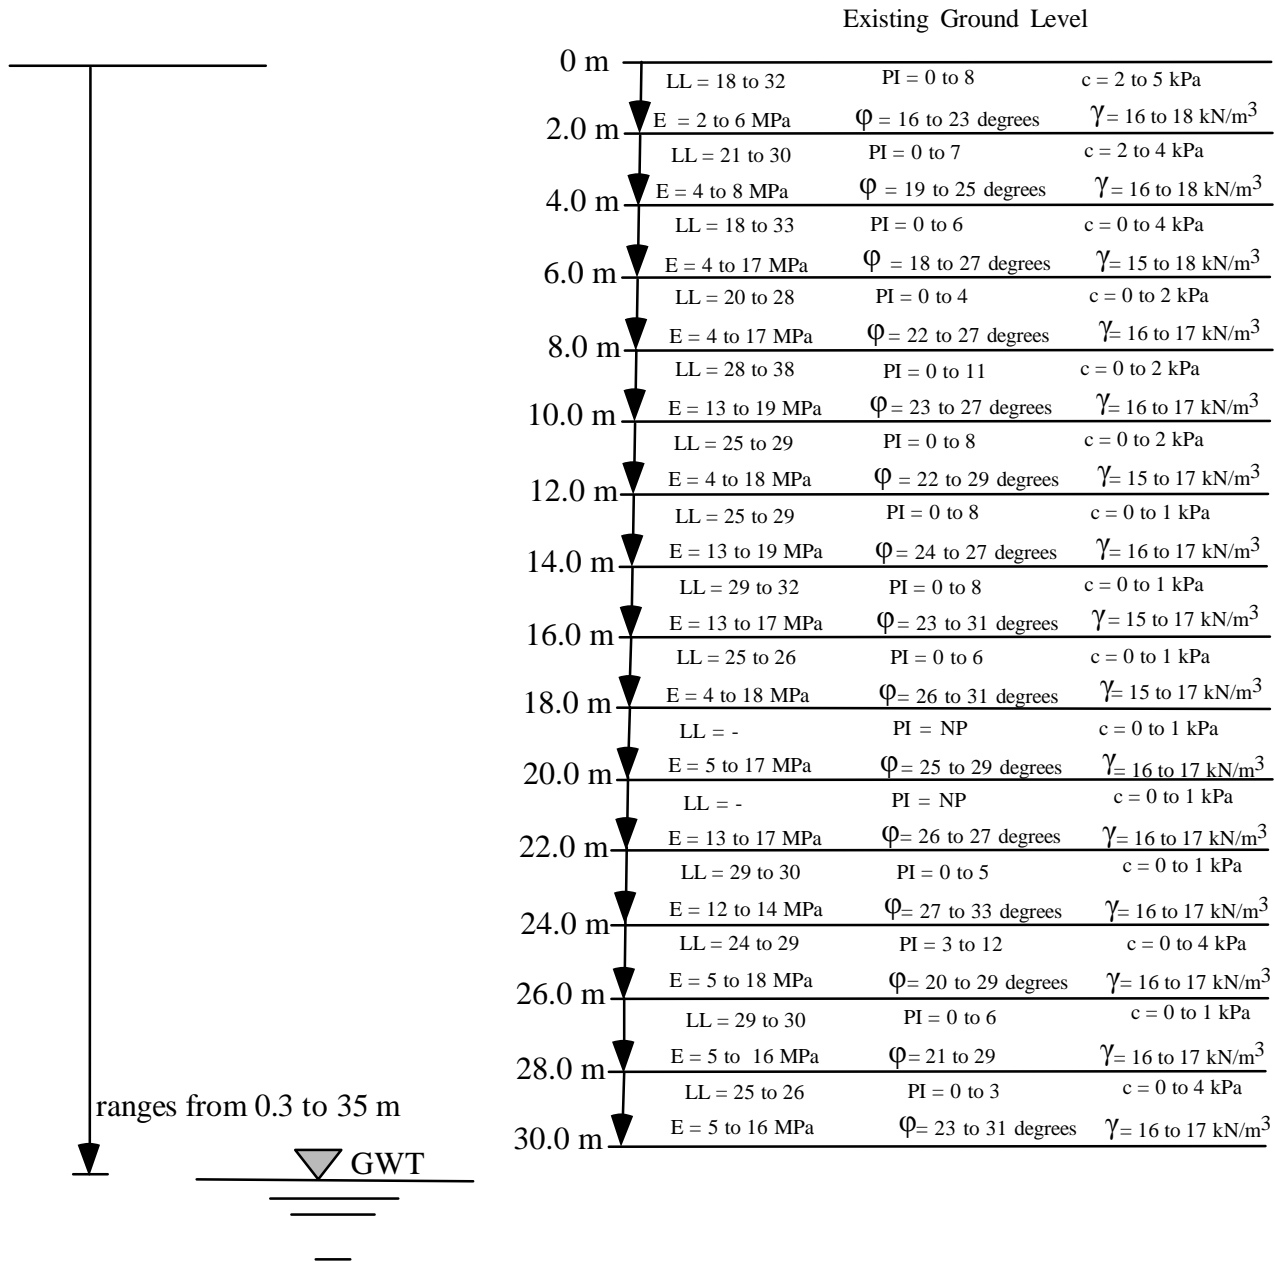 Existing Ground Level
0 m
LL = 18 to 32 PI = 0 to 8 c = 2 to 5 kPa
E = 2 to 6 MPa φ = 16 to 23 degrees γ = 16 to 18 kN/m3
2.0 m
LL = 21 to 30 PI = 0 to 7 c = 2 to 4 kPa
E = 4 to 8 MPa φ = 19 to 25 degrees γ = 16 to 18 kN/m3
4.0 m
LL = 18 to 33 PI = 0 to 6 c = 0 to 4 kPa
E = 4 to 17 MPa φ = 18 to 27 degrees γ= 15 to 18 kN/m3
6.0 m
LL = 20 to 28 PI = 0 to 4 c = 0 to 2 kPa
E = 4 to 17 MPa φ = 22 to 27 degrees γ= 16 to 17 kN/m3
8.0 m
LL = 28 to 38 PI = 0 to 11 c = 0 to 2 kPa
E = 13 to 19 MPa φ= 23 to 27 degrees γ= 16 to 17 kN/m3
10.0 m
LL = 25 to 29 PI = 0 to 8 c = 0 to 2 kPa
E = 4 to 18 MPa φ = 22 to 29 degrees γ= 15 to 17 kN/m3
12.0 m
LL = 25 to 29 PI = 0 to 8 c = 0 to 1 kPa
E = 13 to 19 MPa φ= 24 to 27 degrees γ= 16 to 17 kN/m3
14.0 m
LL = 29 to 32 PI = 0 to 8 c = 0 to 1 kPa
E = 13 to 17 MPa φ= 23 to 31 degrees γ = 15 to 17 kN/m3
16.0 m
LL = 25 to 26 PI = 0 to 6 c = 0 to 1 kPa
E = 4 to 18 MPa φ= 26 to 31 degrees γ= 15 to 17 kN/m3
18.0 m
LL = - PI = NP c = 0 to 1 kPa
E = 5 to 17 MPa φ= 25 to 29 degrees γ= 16 to 17 kN/m3
20.0 m
LL = - PI = NP c = 0 to 1 kPa
E = 13 to 17 MPa φ= 26 to 27 degrees γ= 16 to 17 kN/m3
22.0 m
LL = 29 to 30 PI = 0 to 5 c = 0 to 1 kPa
E = 12 to 14 MPa φ= 27 to 33 degrees γ= 16 to 17 kN/m3
24.0 m
LL = 24 to 29 PI = 3 to 12 c = 0 to 4 kPa
E = 5 to 18 MPa φ= 20 to 29 degrees γ= 16 to 17 kN/m3
26.0 m
LL = 29 to 30 PI = 0 to 6 c = 0 to 1 kPa
E = 5 to 16 MPa φ= 21 to 29 γ= 16 to 17 kN/m3
28.0 m
LL = 25 to 26 PI = 0 to 3 c = 0 to 4 kPa
E = 5 to 16 MPa φ= 23 to 31 degrees γ= 16 to 17 kN/m3
30.0 m
ranges from 0.3 to 35 m
GWT